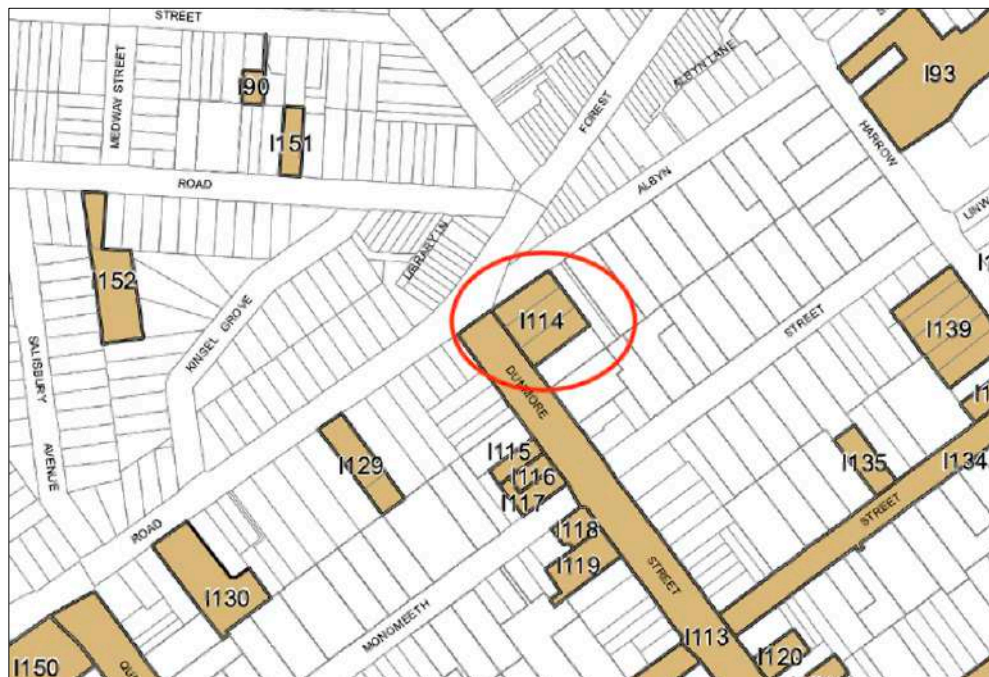 STREET
MEDWAY STREET
I90
I151
ROAD
FOREST
ALBYN LANE
I93
HARROW
ALBYN
I152
LIBRARY LN
KINSEL GROVE
SALISBURY
AVENUE
I114
STREET
I139
DUNMORE
I129
I115
I116
I117
I135
I134
STREET
ROAD
I118
I119
STREET
I130
MONOMEETH
I113
I120
I150